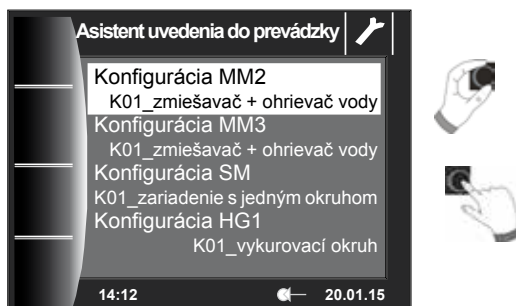 Asistent uvedenia do prevádzky
Konfigurácia MM2
K01_zmiešavač + ohrievač vody
Konfigurácia MM3
K01_zmiešavač + ohrievač vody
Konfigurácia SM
K01_zariadenie s jedným okruhom
Konfigurácia HG1
K01_vykurovací okruh
14:12 20.01.15